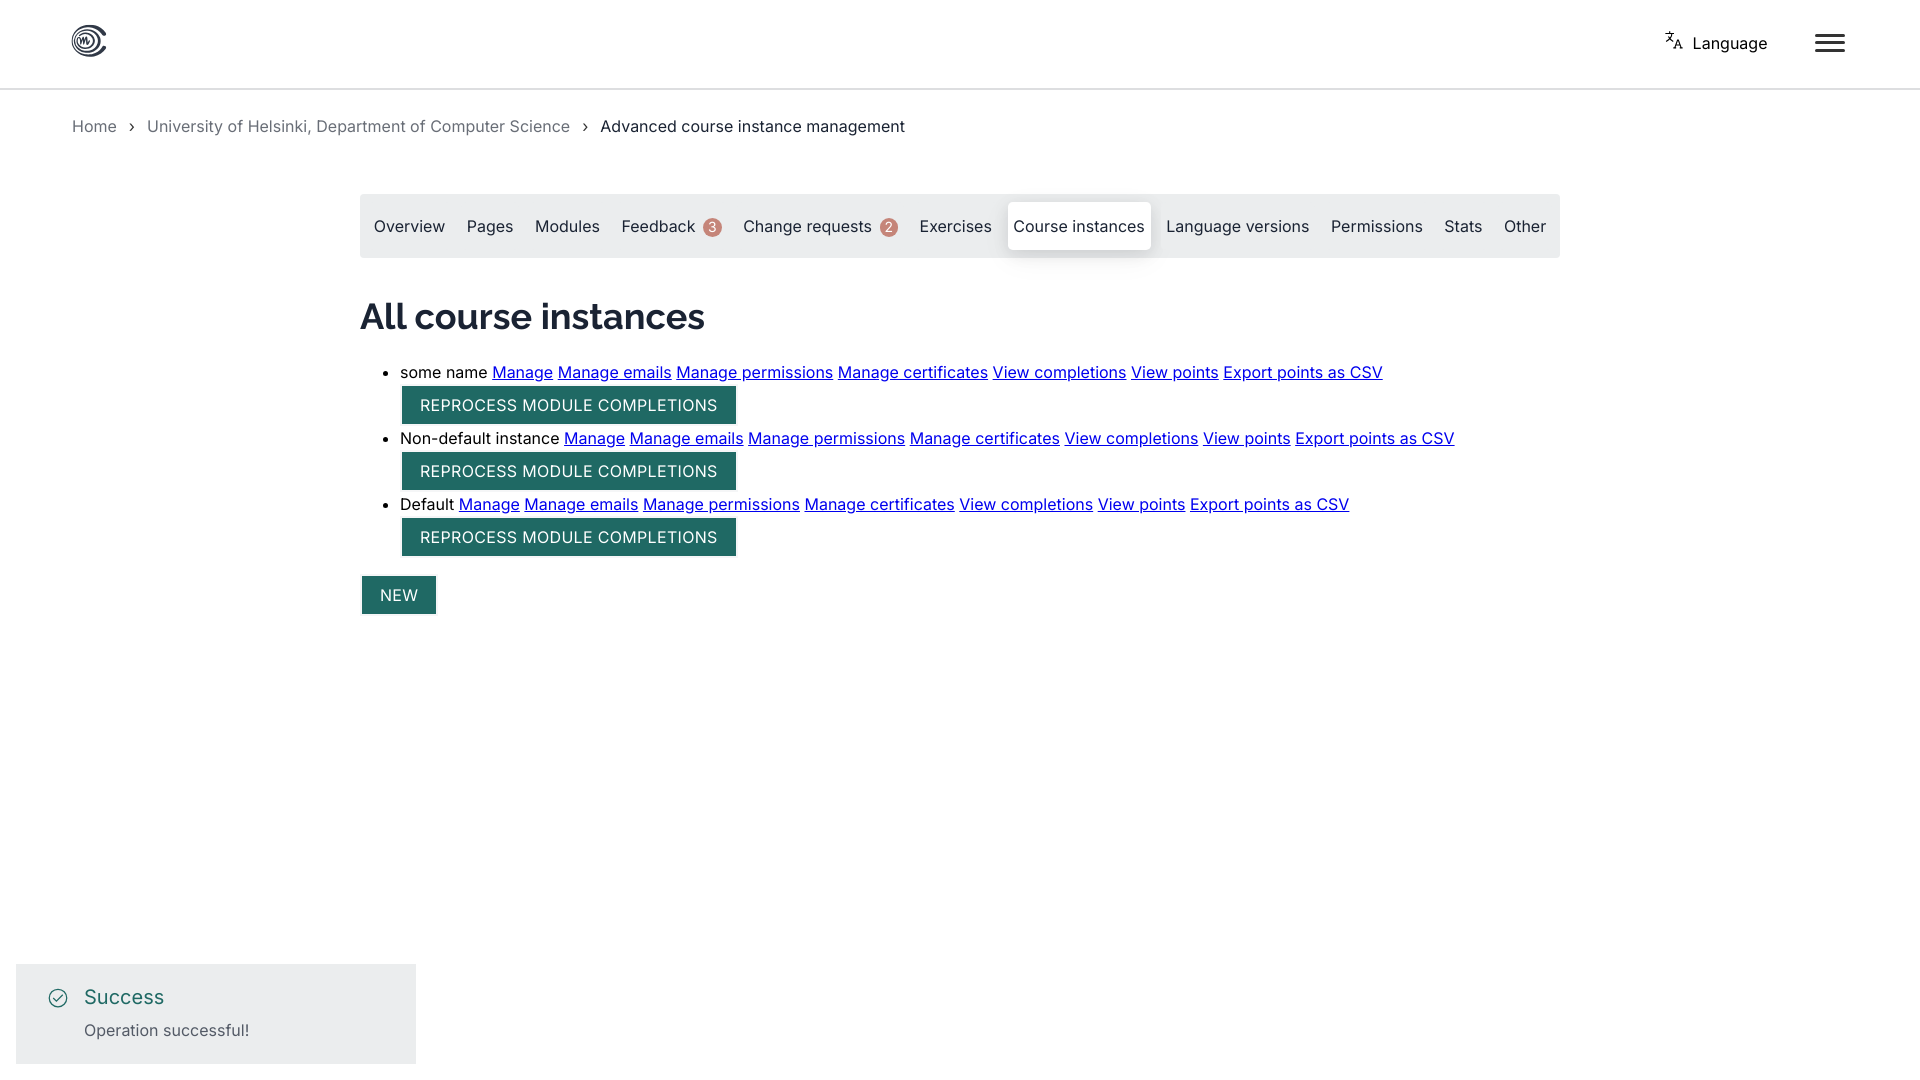 Language
Home › University of Helsinki, Department of Computer Science › Advanced course instance management
Overview Pages Modules Feedback 3 Change requests 2 Exercises Course instances Language versions Permissions Stats Other
All course instances
• some name Manage Manage emails Manage permissions Manage certificates View completions View points Export points as CSV
REPROCESS MODULE COMPLETIONS
• Non-default instance Manage Manage emails Manage permissions Manage certificates View completions View points Export points as CSV
REPROCESS MODULE COMPLETIONS
• Default Manage Manage emails Manage permissions Manage certificates View completions View points Export points as CSV
REPROCESS MODULE COMPLETIONS
NEW
Success
Operation successful!